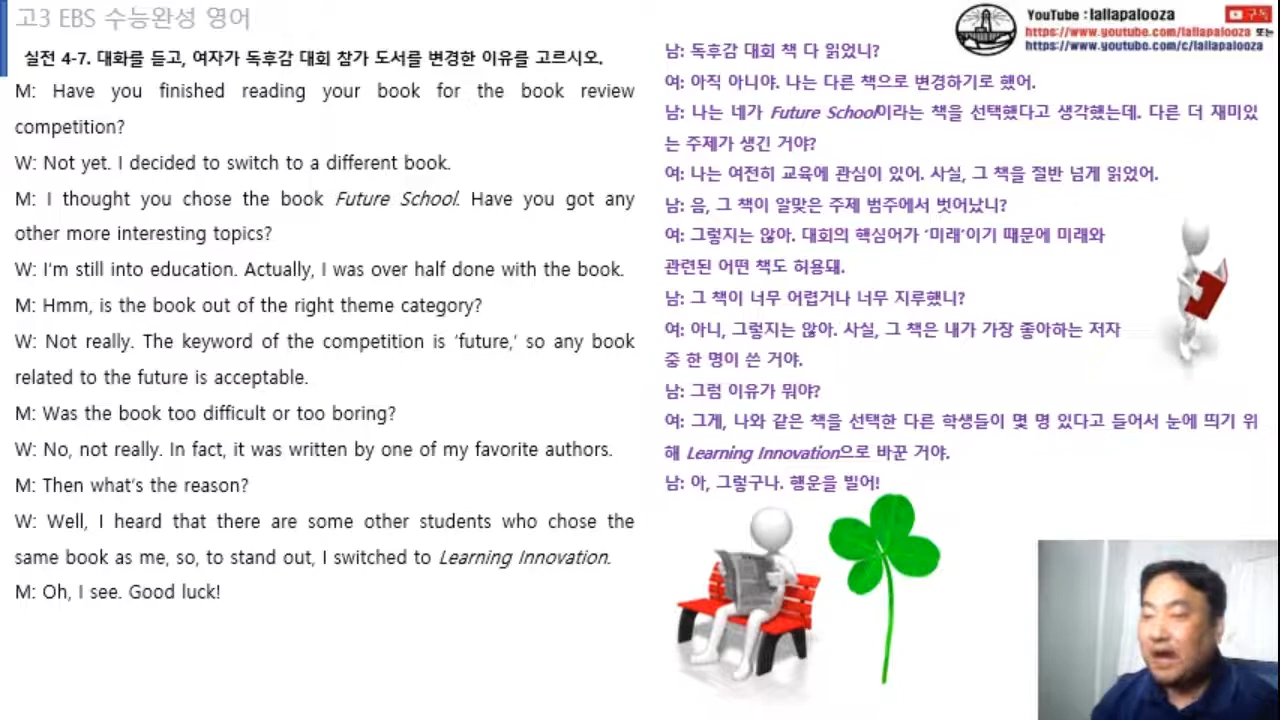 고3 EBS 수능완성 영어
YouTube : lallapalooza
구독
https://www.youtube.com/lallapalooza 또는
https://www.youtube.com/c/lallapalooza
실전 4-7. 대화를 듣고, 여자가 독후감 대회 참가 도서를 변경한 이유를 고르시오.
M: Have you finished reading your book for the book review
competition?
W: Not yet. I decided to switch to a different book.
M: I thought you chose the book Future School. Have you got any
other more interesting topics?
W: I'm still into education. Actually, I was over half done with the book.
M: Hmm, is the book out of the right theme category?
W: Not really. The keyword of the competition is 'future,' so any book
related to the future is acceptable.
M: Was the book too difficult or too boring?
W: No, not really. In fact, it was written by one of my favorite authors.
M: Then what's the reason?
W: Well, I heard that there are some other students who chose the
same book as me, so, to stand out, I switched to Learning Innovation.
M: Oh, I see. Good luck!
남: 독후감 대회 책 다 읽었니?
여: 아직 아니야. 나는 다른 책으로 변경하기로 했어.
남: 나는 네가 Future School이라는 책을 선택했다고 생각했는데. 다른 더 재미있
는 주제가 생긴 거야?
여: 나는 여전히 교육에 관심이 있어. 사실, 그 책을 절반 넘게 읽었어.
남: 음, 그 책이 알맞은 주제 범주에서 벗어났니?
여: 그렇지는 않아. 대회의 핵심어가 '미래'이기 때문에 미래와
관련된 어떤 책도 허용돼.
남: 그 책이 너무 어렵거나 너무 지루했니?
여: 아니, 그렇지는 않아. 사실, 그 책은 내가 가장 좋아하는 저자
중 한 명이 쓴 거야.
남: 그럼 이유가 뭐야?
여: 그게, 나와 같은 책을 선택한 다른 학생들이 몇 명 있다고 들어서 눈에 띄기 위
해 Learning Innovation으로 바꾼 거야.
남: 아, 그렇구나. 행운을 빌어!